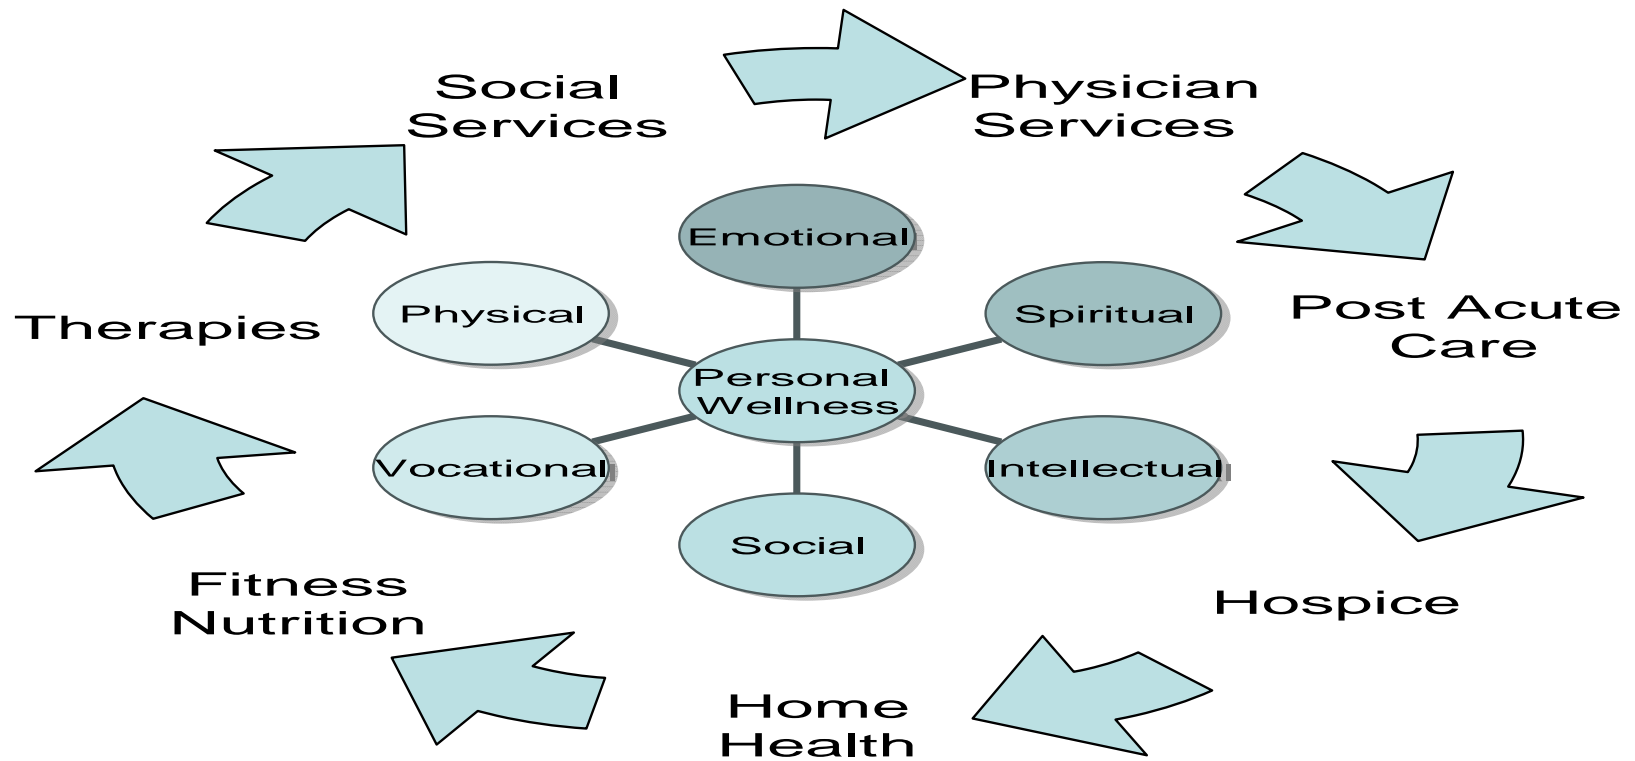 Social
Services
Physician
Services
Emotional
Physical
Spiritual
Therapies
Post Acute
Care
Personal
Wellness
Vocational
Intellectual
Social
Fitness
Nutrition
Hospice
Home
Health